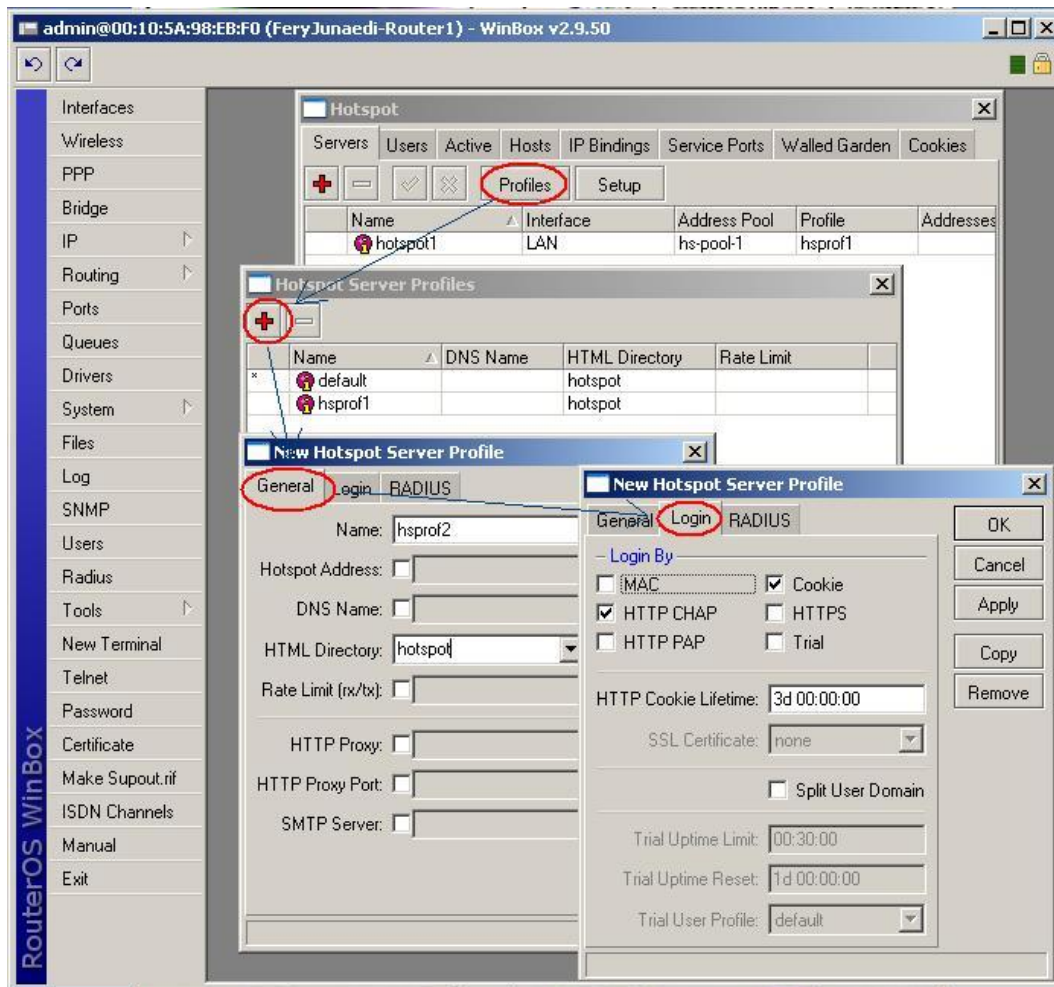 admin@00:10:5A:98:EB:F0 (FeryJunaedi-Router1) - WinBox v2.9.50
Interfaces
Wireless
PPP
Bridge
IP
Routing
Ports
Queues
Drivers
System
Files
Log
SNMP
Users
Radius
Tools
New Terminal
Telnet
Password
Certificate
Make Supout.rif
ISDN Channels
Manual
Exit
RouterOS WinBox
Hotspot
Servers Users Active Hosts IP Bindings Service Ports Walled Garden Cookies
Profiles Setup
Name Interface Address Pool Profile Addresses
hotspot1 LAN hs-pool-1 hsprof1
Hotspot Server Profiles
Name DNS Name HTML Directory Rate Limit
* default hotspot
hsprof1 hotspot
New Hotspot Server Profile
General Login RADIUS
Name: hsprof2
Hotspot Address:
DNS Name:
HTML Directory: hotspot
Rate Limit (rx/tx):
HTTP Proxy:
HTTP Proxy Port:
SMTP Server:
New Hotspot Server Profile
General Login RADIUS
Login By
MAC Cookie
HTTP CHAP HTTPS
HTTP PAP Trial
HTTP Cookie Lifetime: 3d 00:00:00
SSL Certificate: none
Split User Domain
Trial Uptime Limit: 00:30:00
Trial Uptime Reset: 1d 00:00:00
Trial User Profile: default
OK
Cancel
Apply
Copy
Remove